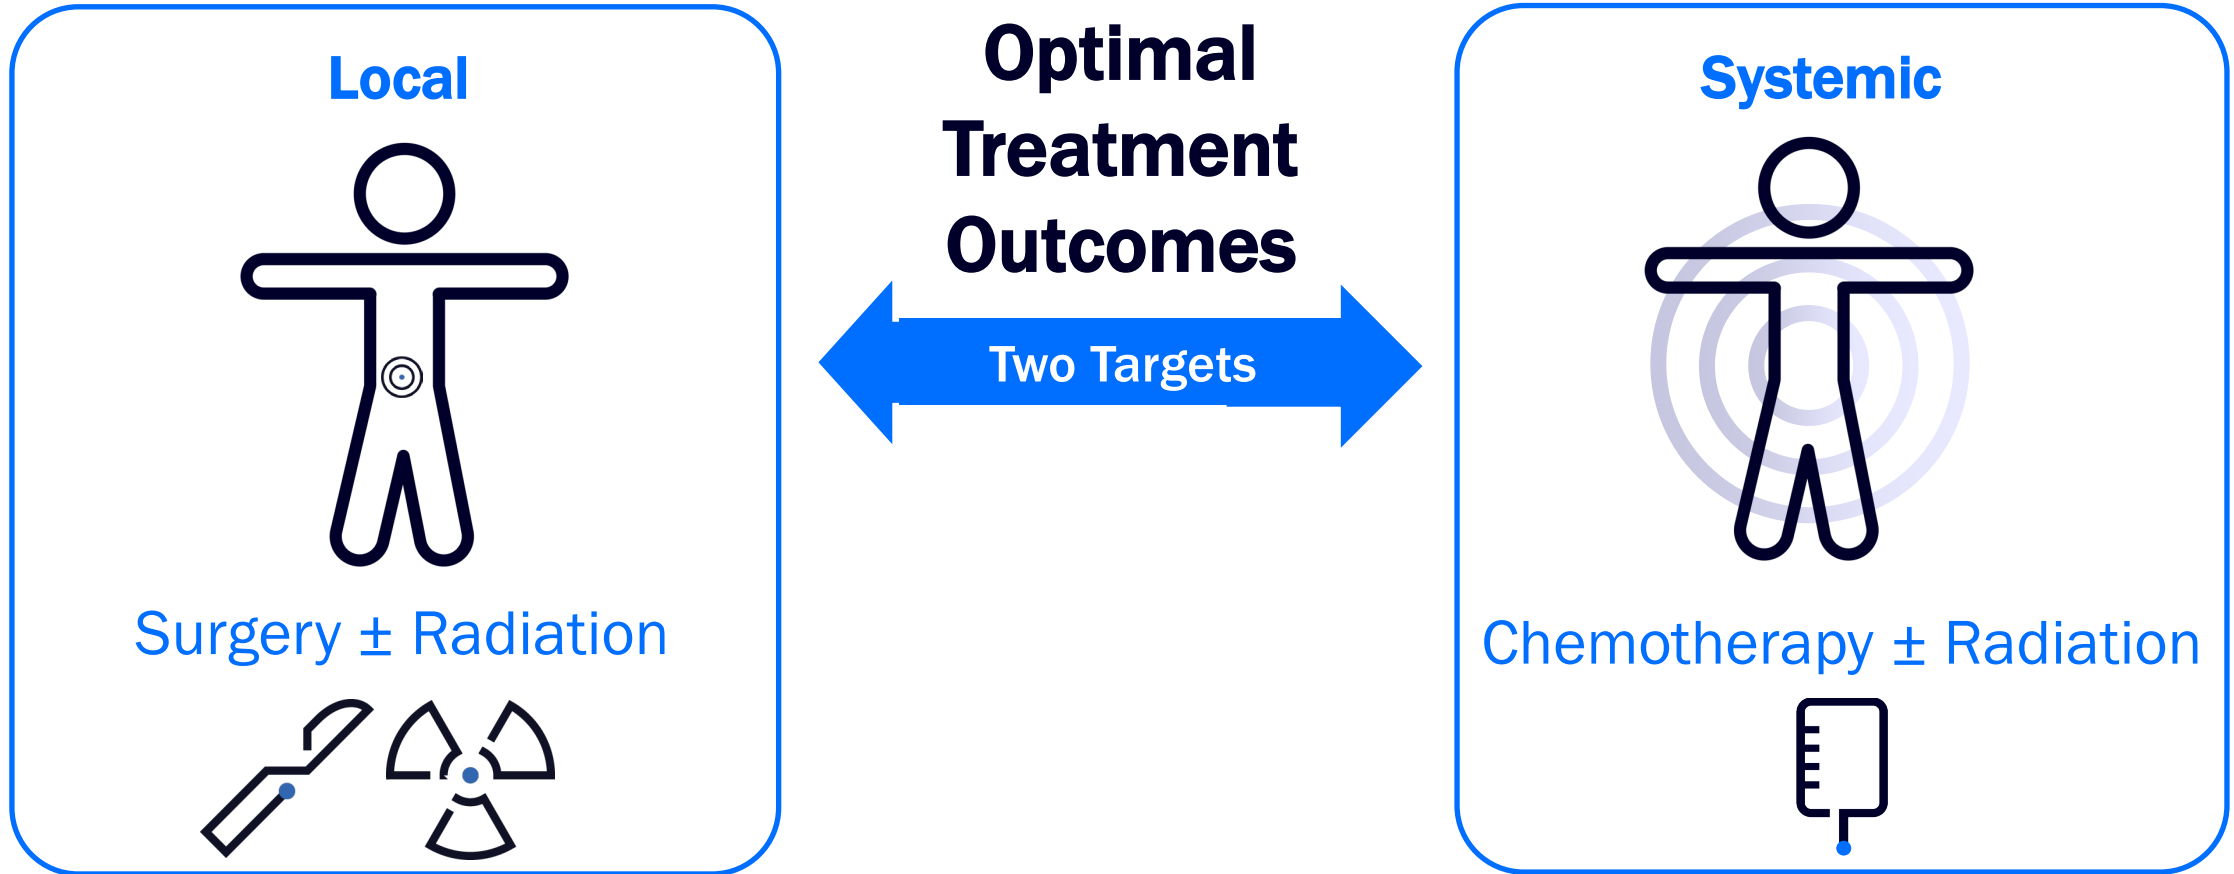 Local
Surgery ± Radiation
Optimal
Treatment
Outcomes
Two Targets
Systemic
Chemotherapy ± Radiation